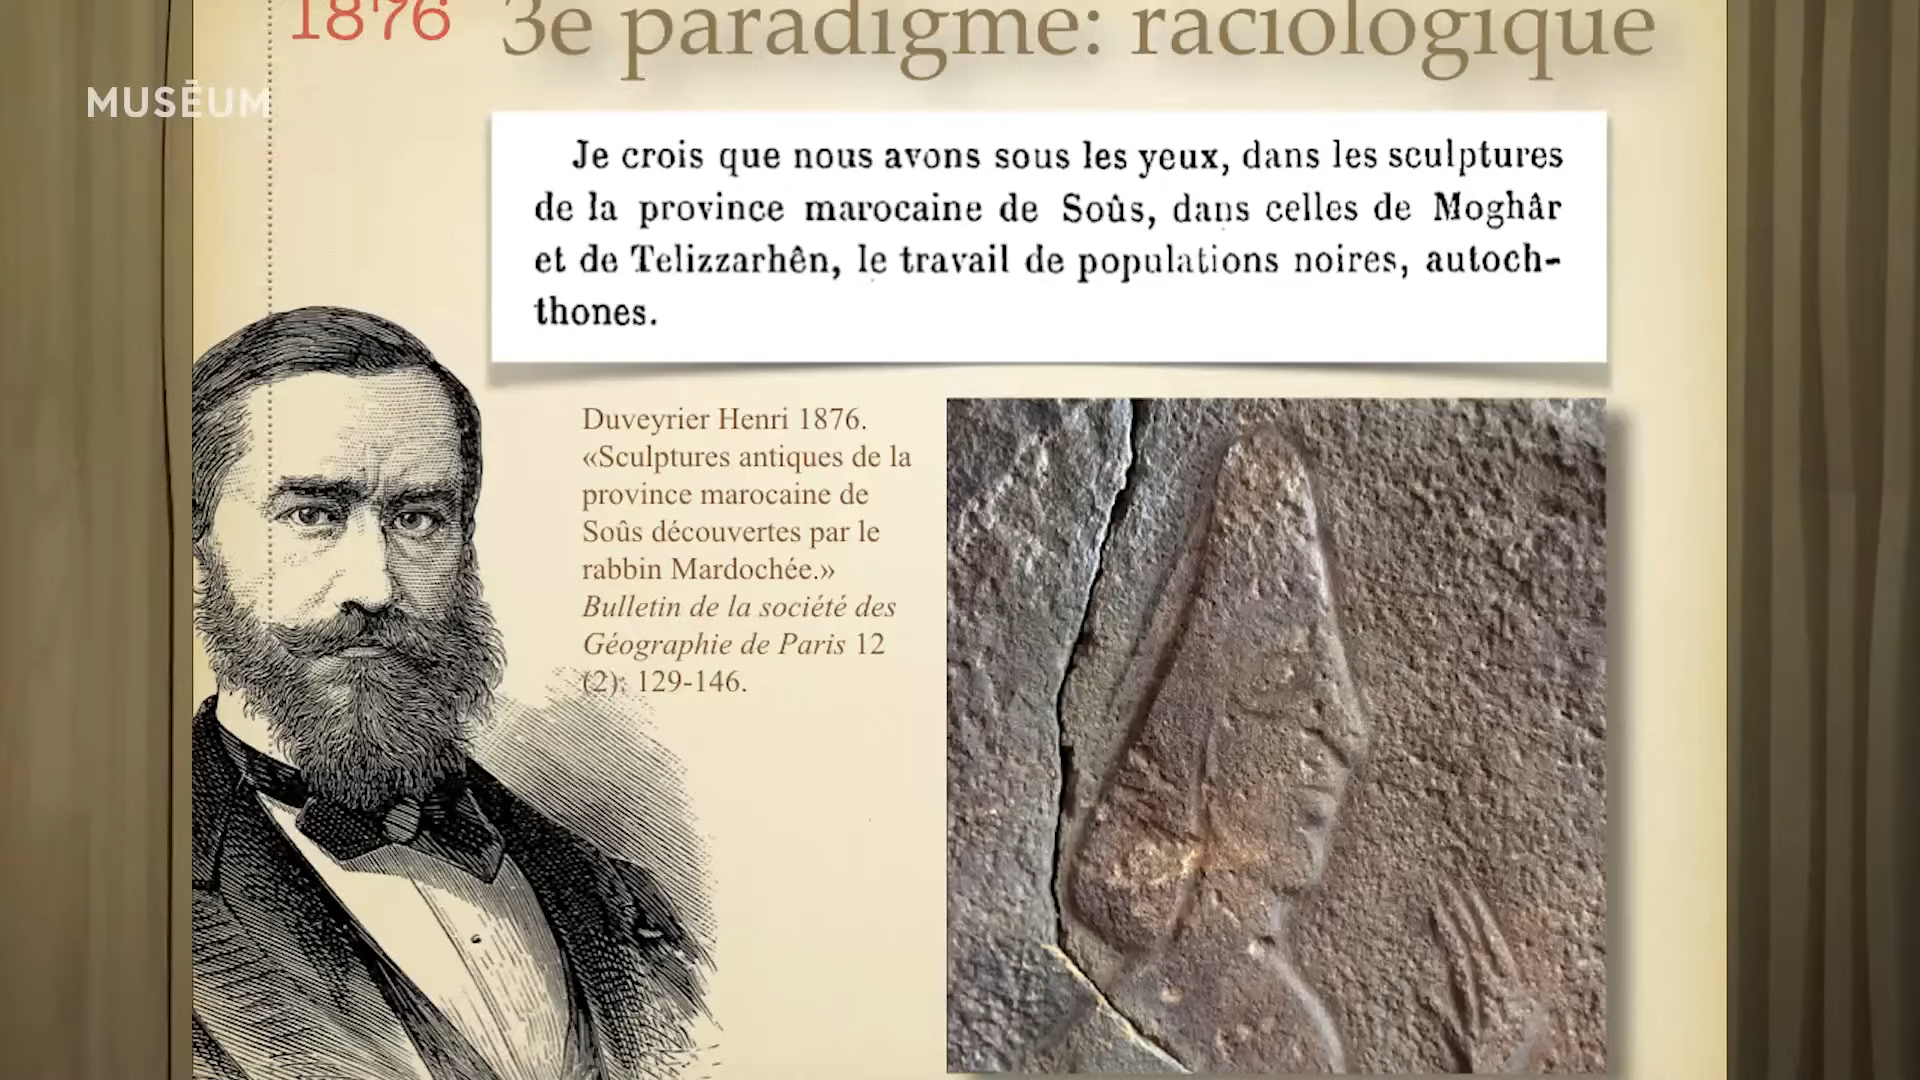 1876 3e paradigme: raciologique
MUSĒUM
Je crois que nous avons sous les yeux, dans les sculptures
de la province marocaine de Soûs, dans celles de Moghâr
et de Telizzarhên, le travail de populations noires, autoch-
thones.
Duveyrier Henri 1876.
«Sculptures antiques de la
province marocaine de
Soûs découvertes par le
rabbin Mardochée.»
Bulletin de la société des
Géographie de Paris 12
(2): 129-146.